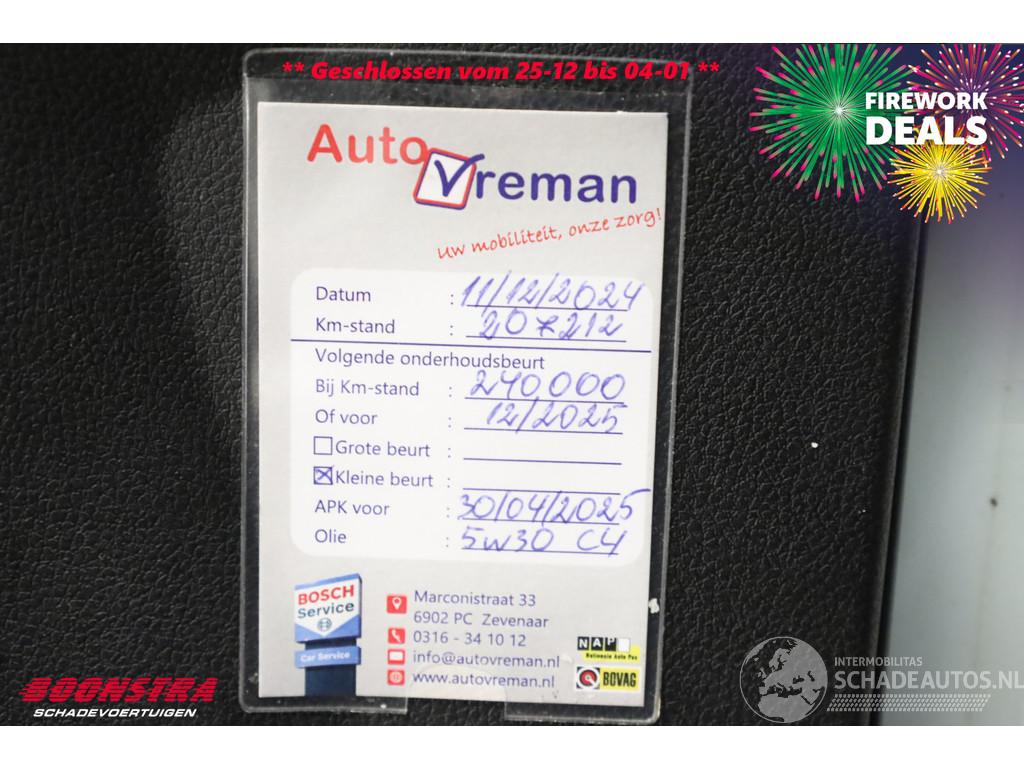 ** Geschlossen vom 25-12 bis 04-01 **
FIREWORK
DEALS
Auto Vreman
Uw mobiliteit, onze zorg!
Datum : 11/12/2024
Km-stand : 207212
Volgende onderhoudsbeurt
Bij Km-stand : 240.000
Of voor : 12/2025
Grote beurt :
Kleine beurt :
APK voor : 30/04/2025
Olie : 5w30 C4
BOSCH
Service
Car Service
Marconistraat 33
6902 PC Zevenaar
0316 - 34 10 12
info@autovreman.nl
www.autovreman.nl
NAP
Nationale Auto Pas
BOVAG
BOONSTRA
SCHADEVOERTUIGEN
INTERMOBILITAS
SCHADEAUTOS.NL